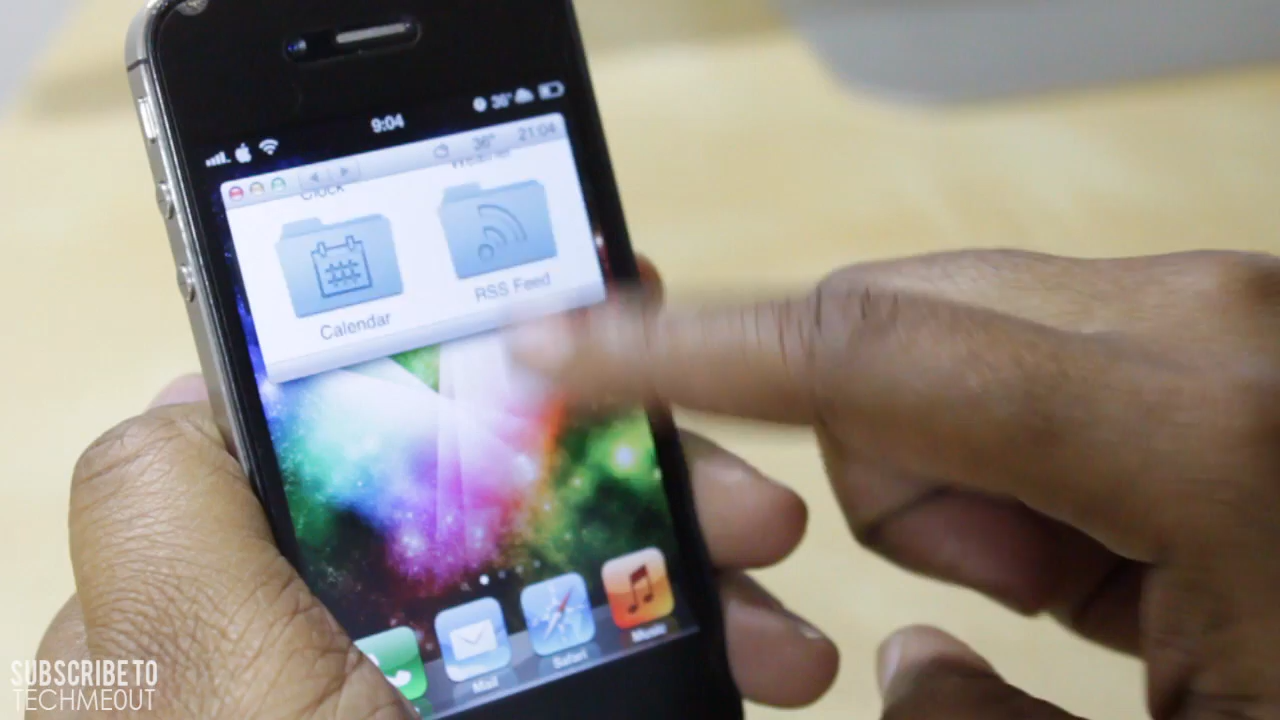 9:04
36°
36° 21:04
Clock Weather
Calendar RSS Feed
Mail Safari Music
SUBSCRIBE TO
TECHMEOUT